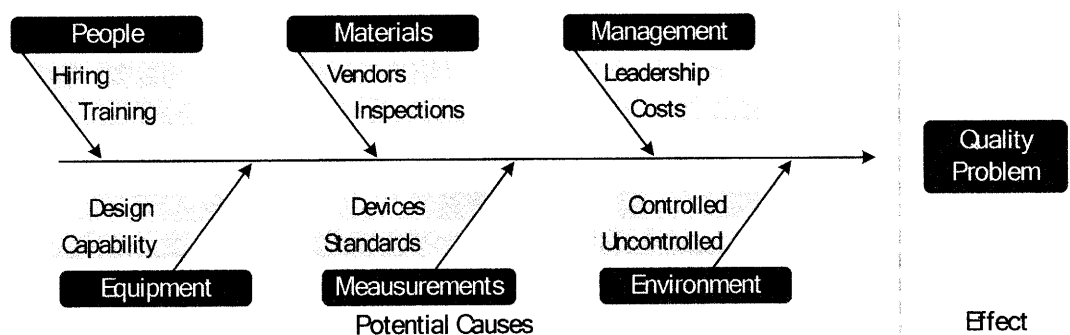 People
Materials
Management
Hiring
Vendors
Leadership
Training
Inspections
Costs
Quality
Problem
Design
Devices
Controlled
Capability
Standards
Uncontrolled
Equipment
Meausurements
Environment
Potential Causes
Effect